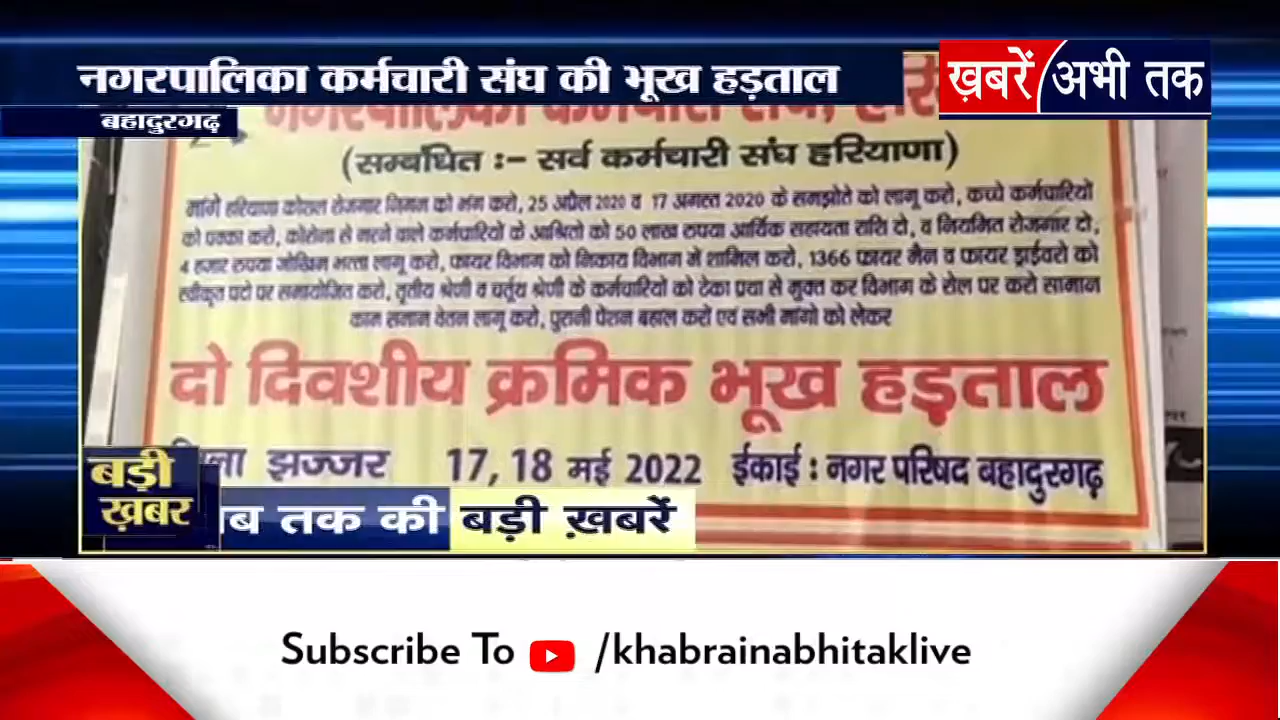 नगरपालिका कर्मचारी संघ की भूख हड़ताल
ख़बरें अभी तक
बहादुरगढ़
(सम्बंधित :- सर्व कर्मचारी संघ हरियाणा)
मांगे हरियाणा कौशल रोजगार निगम को भंग करो, 25 अप्रैल 2020 व 17 अगस्त 2020 के समझोते को लागू करो, कच्चे कर्मचारियों
को पक्का करो, कोरोना से मरने वाले कर्मचारियों के आश्रितो को 50 लाख रुपया आर्थिक सहायता राशि दो, व नियमित रोजगार दो,
4 हजार रुपया जोखिम भत्ता लागू करो, फायर विभाग को निकाय विभाग में शामिल करो, 1366 फायर मैन व फायर ड्राईवरो को
स्वीकृत पदो पर समायोजित करो, तृतीय श्रेणी व चर्तुथ श्रेणी के कर्मचारियों को ठेका प्रथा से मुक्त कर विभाग के रोल पर करो सामान
काम समान वेतन लागू करो, पुरानी पेंशन बहाल करो एवं सभी मांगो को लेकर
दो दिवशीय क्रमिक भूख हड़ताल
झज्जर 17, 18 मई 2022 ईकाई : नगर परिषद बहादुरगढ़
बड़ी ख़बर
तक की बड़ी ख़बरें
Subscribe To /khabrainabhitaklive